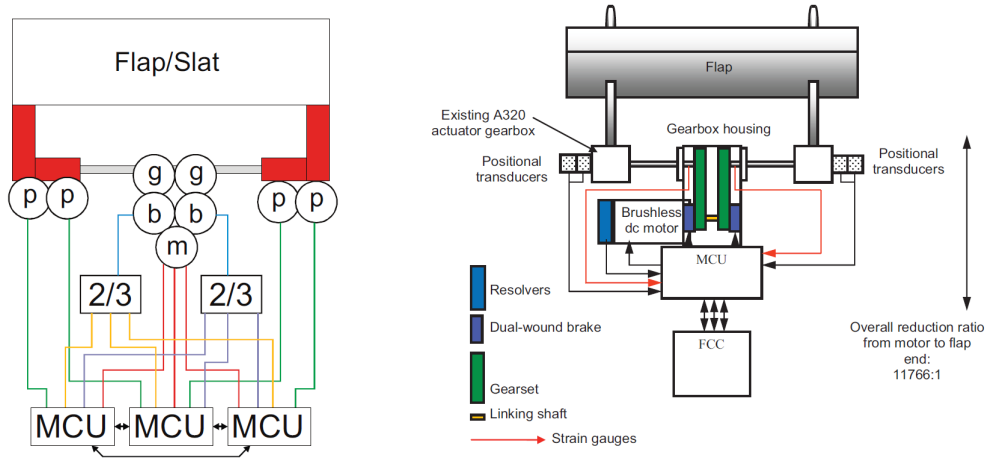 Flap/Slat
g g
p p b b p p
m
2/3 2/3
MCU MCU MCU
Flap
Existing A320
actuator gearbox
Gearbox housing
Positional
transducers
Positional
transducers
Brushless
dc motor
MCU
Resolvers
Dual-wound brake
FCC
Gearset
Linking shaft
Strain gauges
Overall reduction ratio
from motor to flap
end:
11766:1